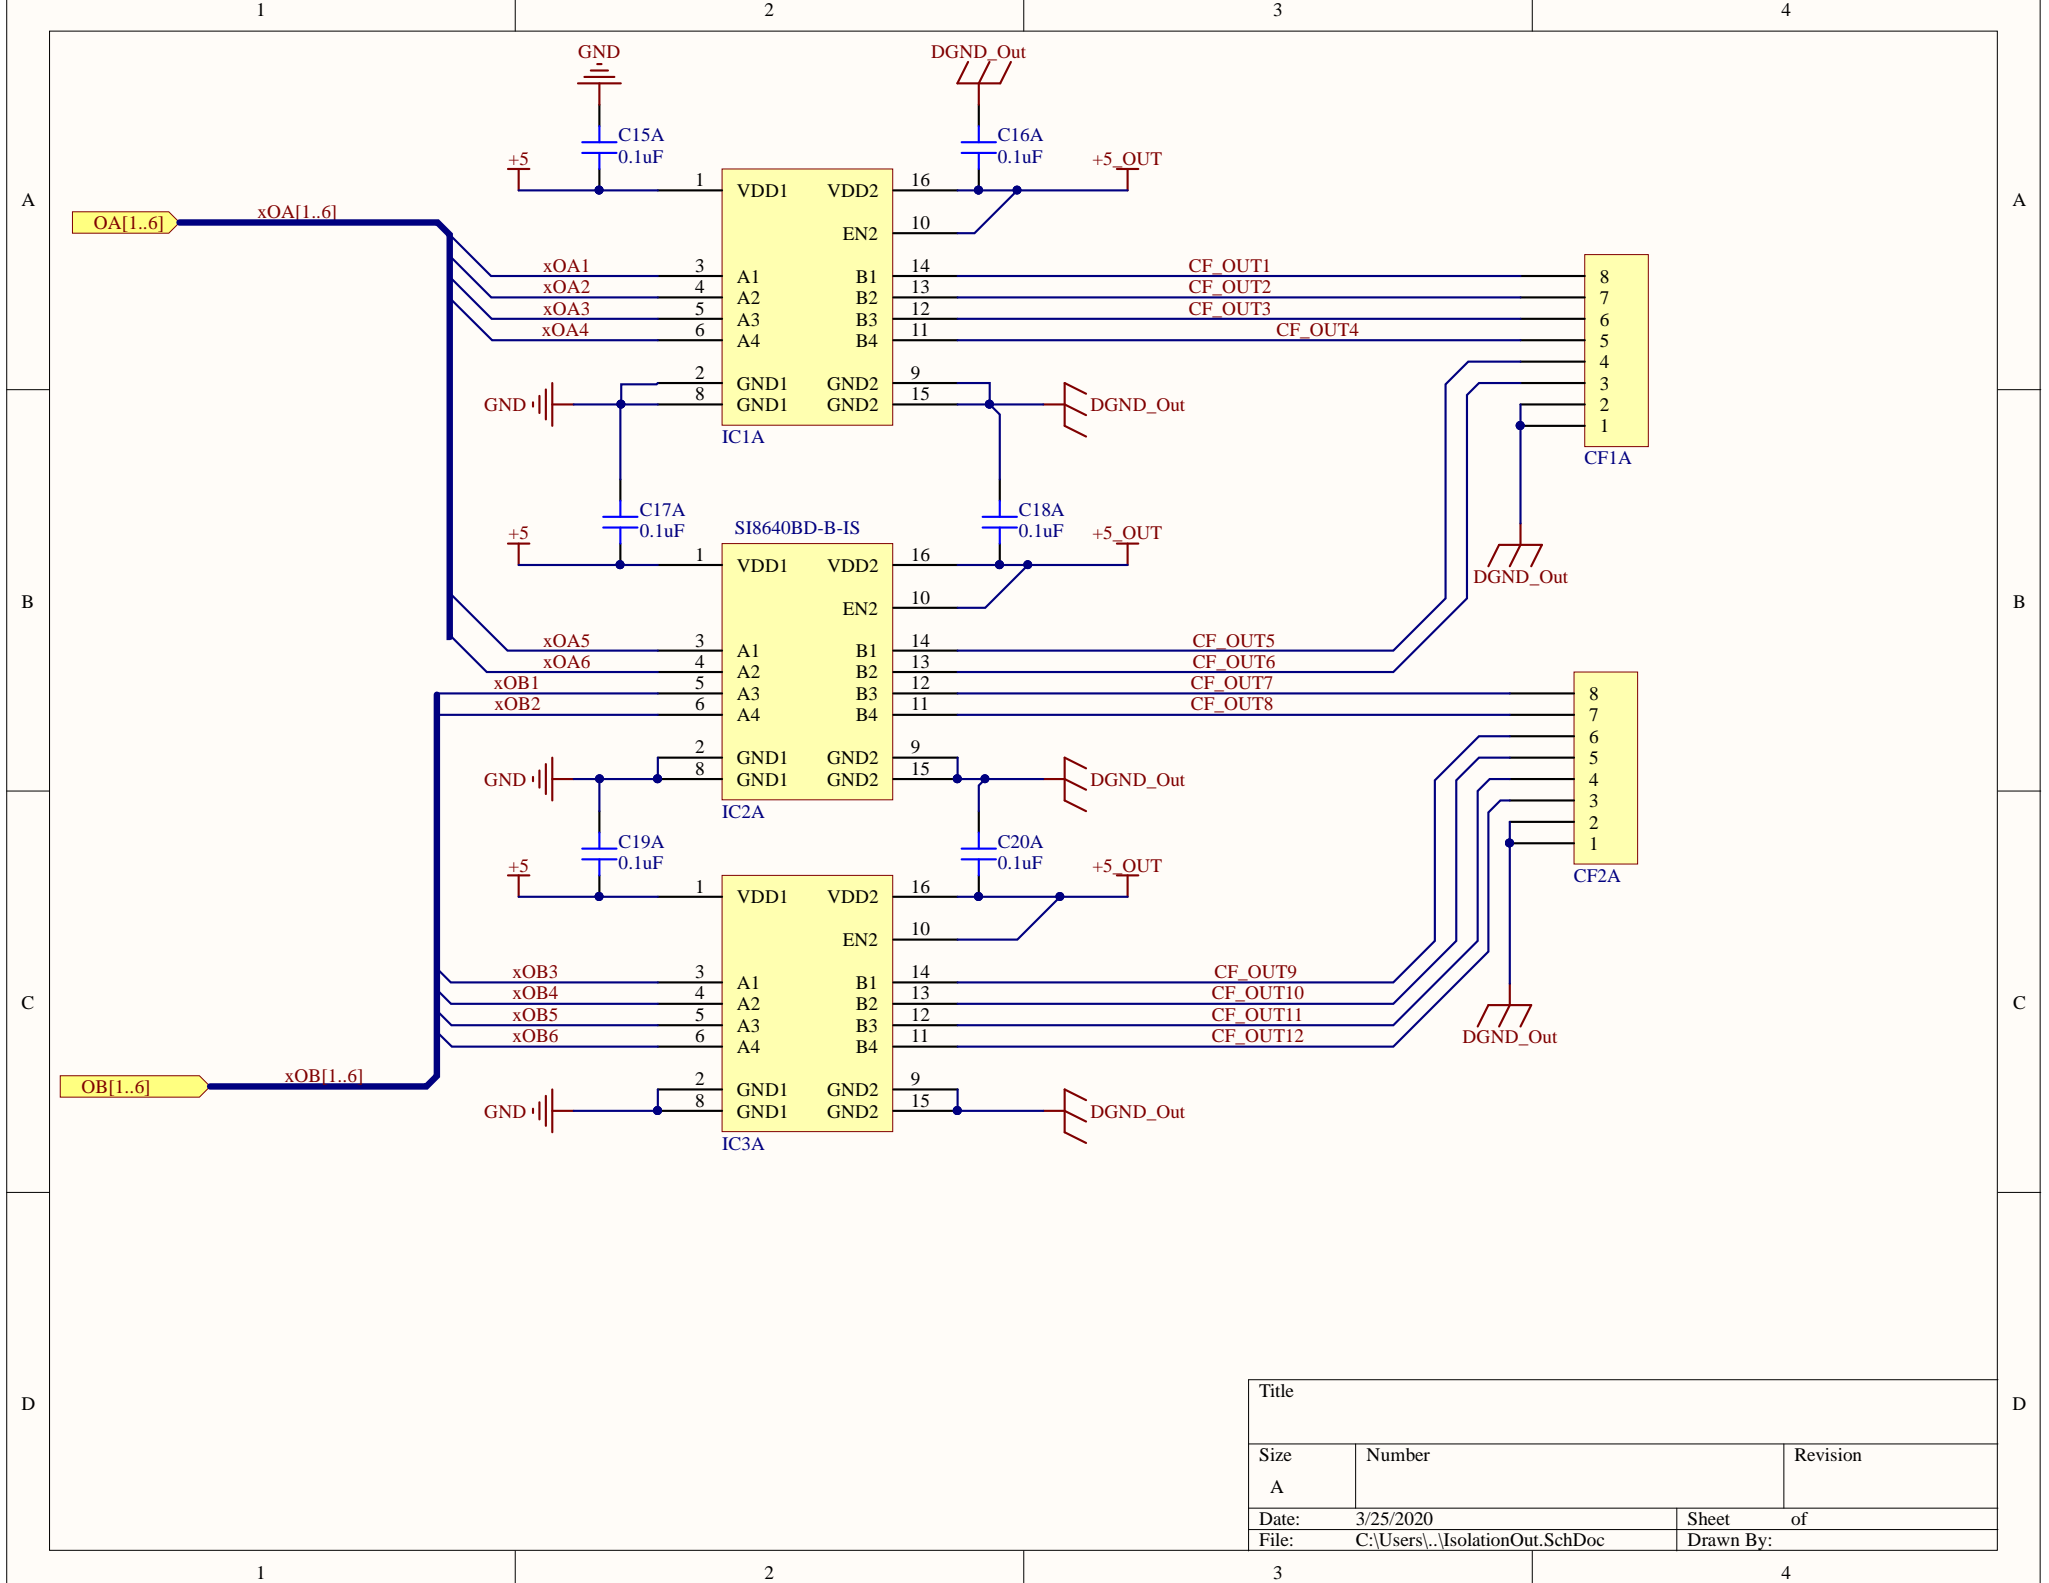 1 2 3 4
GND DGND_Out
C15A C16A
0.1uF 0.1uF
+5 +5_OUT
1 VDD1 VDD2 16
A A
OA[1..6] xOA[1..6]
EN2 10
xOA1 3 A1 B1 14 CF_OUT1 8
xOA2 4 A2 B2 13 CF_OUT2 7
xOA3 5 A3 B3 12 CF_OUT3 6
xOA4 6 A4 B4 11 CF_OUT4 5
4
2 GND1 GND2 9 3
GND 8 GND1 GND2 15 DGND_Out 2
1
IC1A
CF1A
C17A C18A
0.1uF 0.1uF
SI8640BD-B-IS
+5 +5_OUT
1 VDD1 VDD2 16
DGND_Out
B B
EN2 10
xOA5 3 A1 B1 14 CF_OUT5
xOA6 4 A2 B2 13 CF_OUT6
xOB1 5 A3 B3 12 CF_OUT7 8
xOB2 6 A4 B4 11 CF_OUT8 7
6
2 GND1 GND2 9 5
GND 8 GND1 GND2 15 DGND_Out 4
3
IC2A
2
C19A C20A 1
0.1uF 0.1uF
+5 +5_OUT
CF2A
1 VDD1 VDD2 16
EN2 10
xOB3 3 A1 B1 14 CF_OUT9
xOB4 4 A2 B2 13 CF_OUT10
C C
xOB5 5 A3 B3 12 CF_OUT11
xOB6 6 A4 B4 11 CF_OUT12
DGND_Out
OB[1..6] xOB[1..6]
2 GND1 GND2 9
GND 8 GND1 GND2 15 DGND_Out
IC3A
Title
D D
Size Number Revision
A
Date: 3/25/2020 Sheet of
File: C:\Users\..\IsolationOut.SchDoc Drawn By:
1 2 3 4